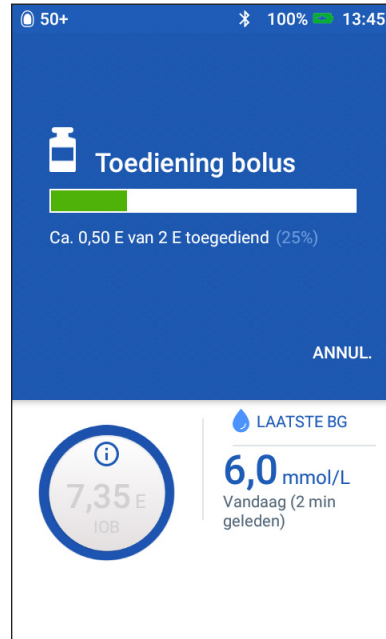 50+ 100% 13:45
Toediening bolus
Ca. 0,50 E van 2 E toegediend (25%)
ANNUL.
LAATSTE BG
6,0 mmol/L
Vandaag (2 min
geleden)
7,35 E
IOB